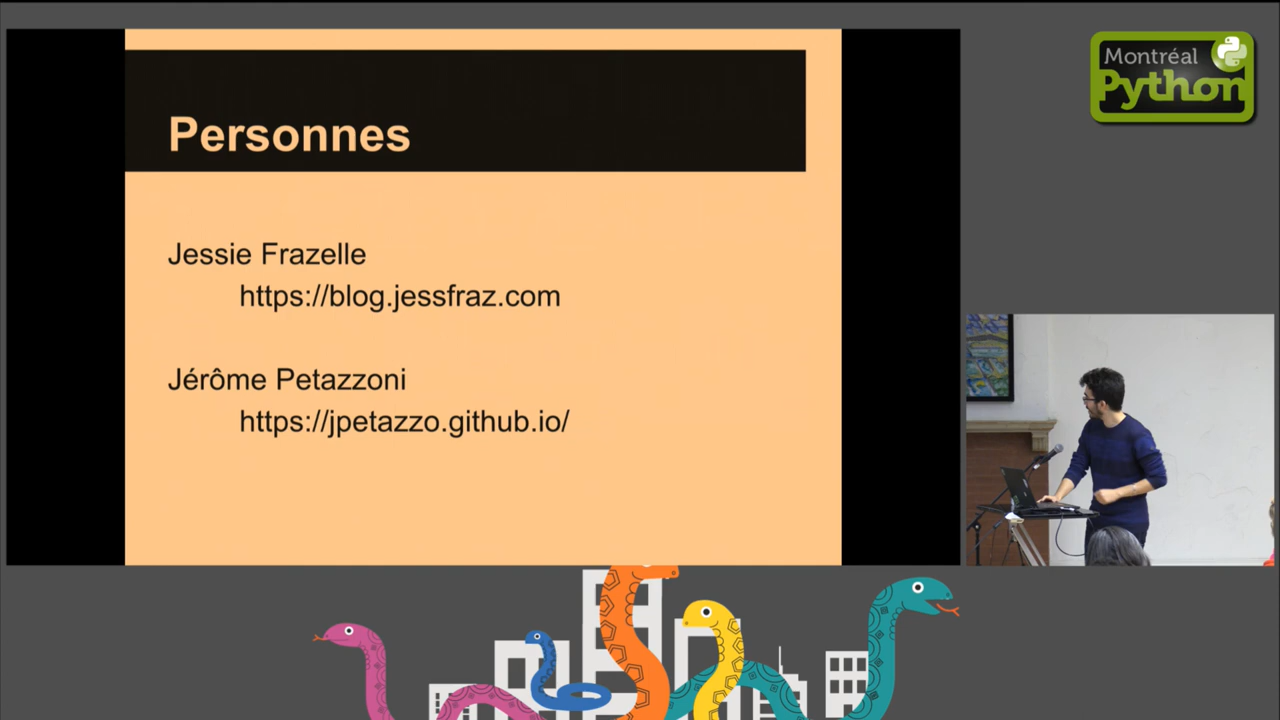 Personnes
Jessie Frazelle
https://blog.jessfraz.com
Jérôme Petazzoni
https://jpetazzo.github.io/
Montréal
Python